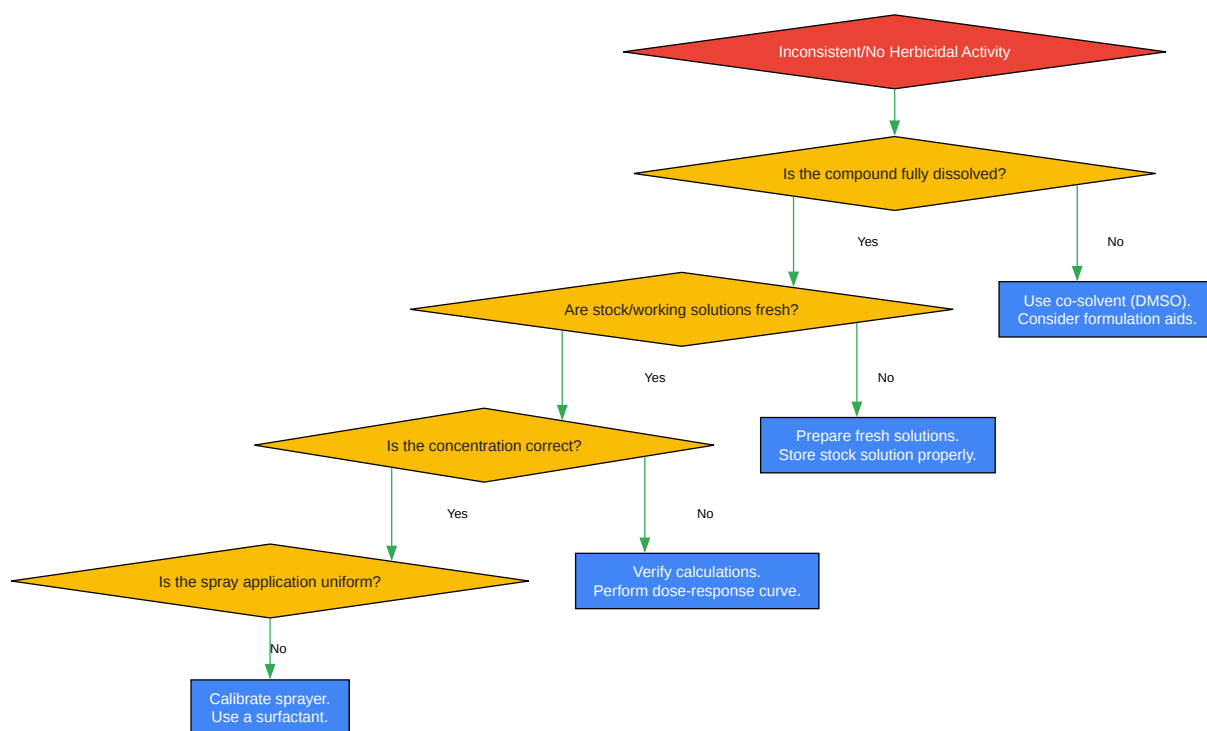 Inconsistent/No Herbicidal Activity
Is the compound fully dissolved?
Yes
No
Are stock/working solutions fresh?
Use co-solvent (DMSO).
Consider formulation aids.
Yes
No
Is the concentration correct?
Prepare fresh solutions.
Store stock solution properly.
Yes
No
Is the spray application uniform?
Verify calculations.
Perform dose-response curve.
No
Calibrate sprayer.
Use a surfactant.